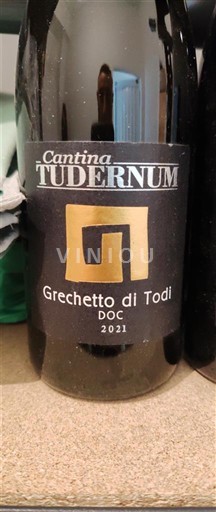 Cantina
TUDERNUM
VINIOU
Grechetto di Todi
DOC
2021